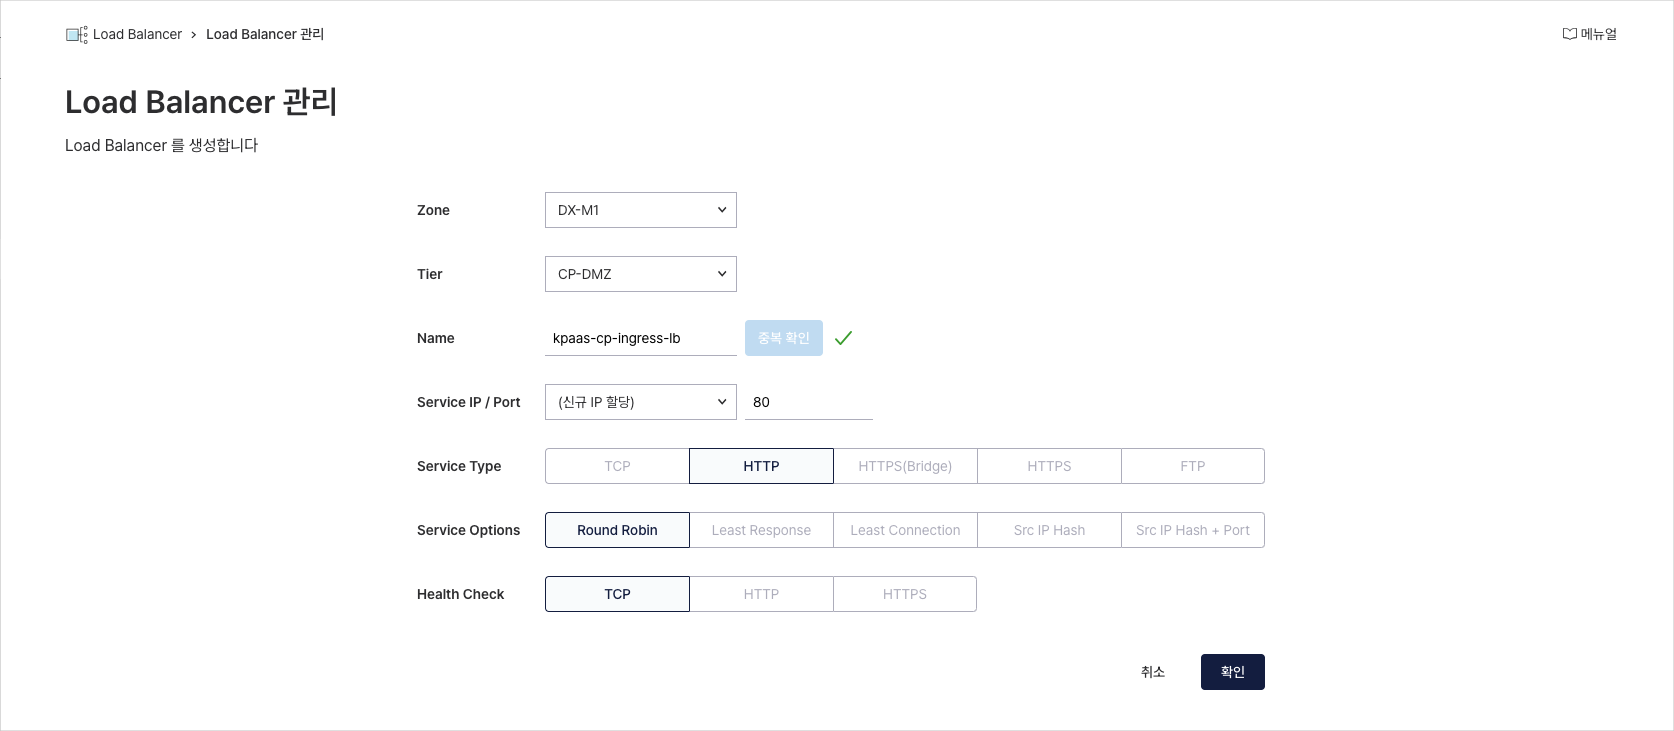 Load Balancer > Load Balancer 관리
메뉴얼
Load Balancer 관리
Load Balancer 를 생성합니다
Zone DX-M1
Tier CP-DMZ
Name kpaas-cp-ingress-lb 중복 확인
Service IP / Port (신규 IP 할당) 80
Service Type TCP HTTP HTTPS(Bridge) HTTPS FTP
Service Options Round Robin Least Response Least Connection Src IP Hash Src IP Hash + Port
Health Check TCP HTTP HTTPS
취소 확인